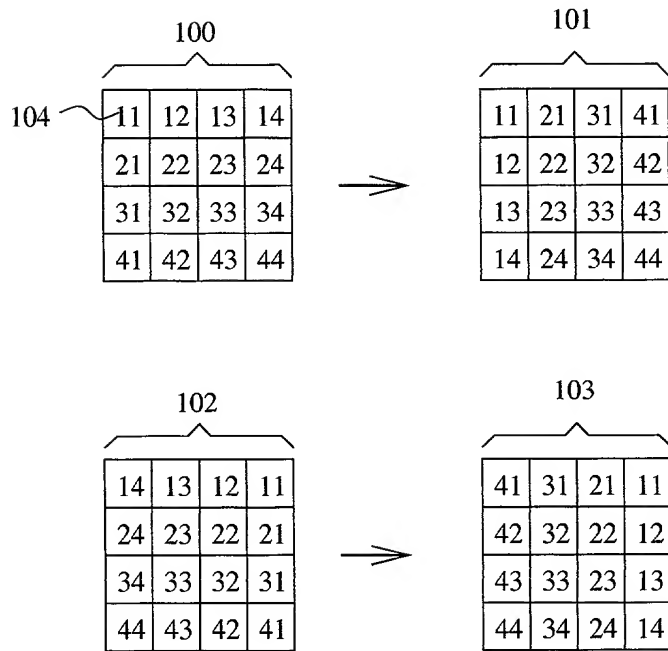 100 101
104 11 12 13 14 11 21 31 41
21 22 23 24 12 22 32 42
31 32 33 34 13 23 33 43
41 42 43 44 14 24 34 44
102 103
14 13 12 11 41 31 21 11
24 23 22 21 42 32 22 12
34 33 32 31 43 33 23 13
44 43 42 41 44 34 24 14